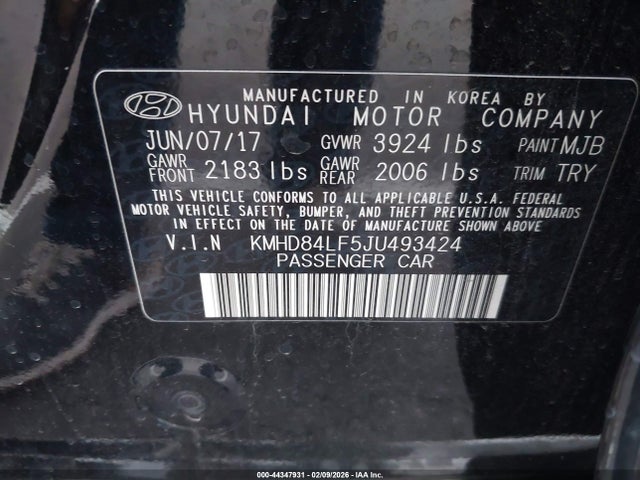 MANUFACTURED IN KOREA BY
HYUNDAI MOTOR COMPANY
JUN/07/17 GVWR 3924 lbs PAINT MJB
GAWR FRONT 2183 lbs GAWR REAR 2006 lbs TRIM TRY
THIS VEHICLE CONFORMS TO ALL APPLICABLE U.S.A. FEDERAL
MOTOR VEHICLE SAFETY, BUMPER, AND THEFT PREVENTION STANDARDS
IN EFFECT ON THE DATE OF MANUFACTURE SHOWN ABOVE.
V.I.N KMHD84LF5JU493424
PASSENGER CAR
000-44347931 - 02/09/2026 - IAA Inc.